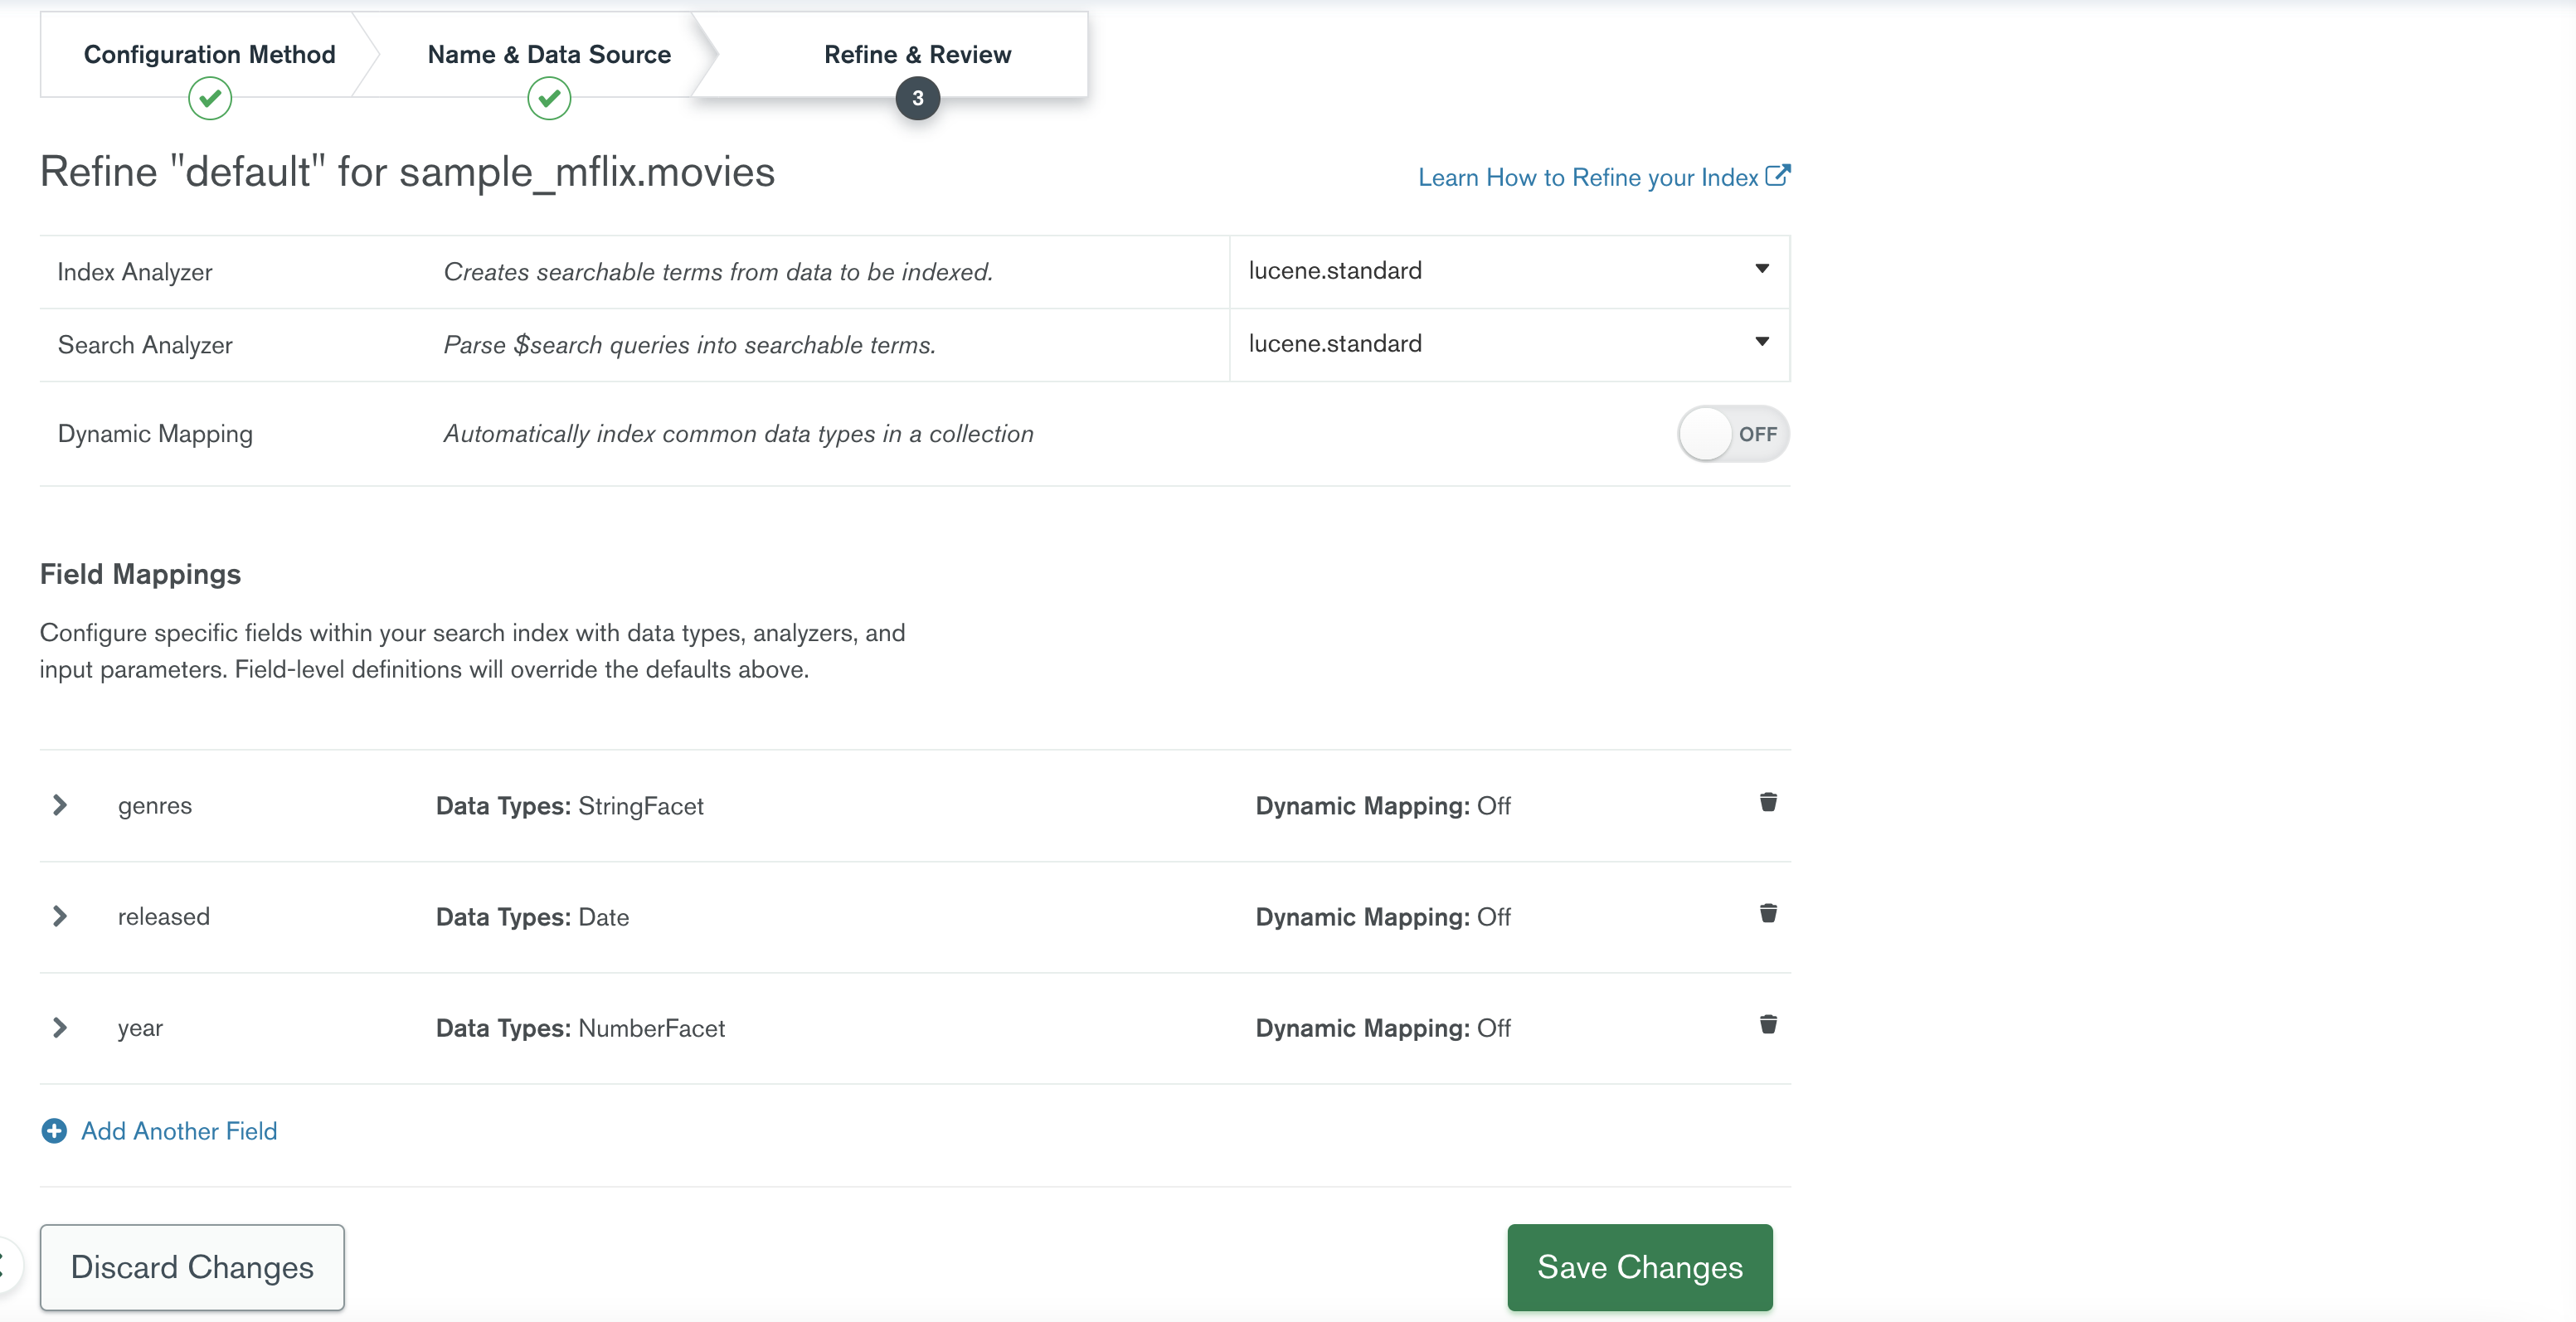 Configuration Method
Name & Data Source
Refine & Review
3
Refine "default" for sample_mflix.movies
Learn How to Refine your Index
Index Analyzer
Creates searchable terms from data to be indexed.
lucene.standard
Search Analyzer
Parse $search queries into searchable terms.
lucene.standard
Dynamic Mapping
Automatically index common data types in a collection
OFF
Field Mappings
Configure specific fields within your search index with data types, analyzers, and
input parameters. Field-level definitions will override the defaults above.
genres
Data Types: StringFacet
Dynamic Mapping: Off
released
Data Types: Date
Dynamic Mapping: Off
year
Data Types: NumberFacet
Dynamic Mapping: Off
Add Another Field
Discard Changes
Save Changes